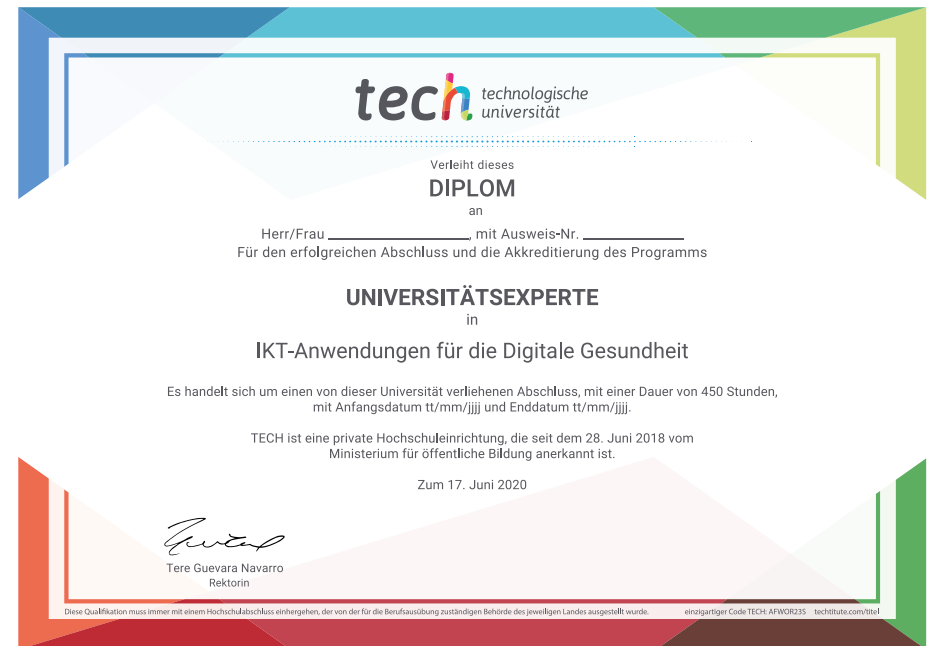 tech technologische
universität
Verleiht dieses
DIPLOM
an
Herr/Frau ____________________, mit Ausweis-Nr. ______________
Für den erfolgreichen Abschluss und die Akkreditierung des Programms
UNIVERSITÄTSEXPERTE
in
IKT-Anwendungen für die Digitale Gesundheit
Es handelt sich um einen von dieser Universität verliehenen Abschluss, mit einer Dauer von 450 Stunden,
mit Anfangsdatum tt/mm/jjjj und Enddatum tt/mm/jjjj.
TECH ist eine private Hochschuleinrichtung, die seit dem 28. Juni 2018 vom
Ministerium für öffentliche Bildung anerkannt ist.
Zum 17. Juni 2020
Tere Guevara Navarro
Rektorin
Diese Qualifikation muss immer mit einem Hochschulabschluss einhergehen, der von der für die Berufsausübung zuständigen Behörde des jeweiligen Landes ausgestellt wurde. einzigartiger Code TECH: AFWOR23S techtitute.com/titel